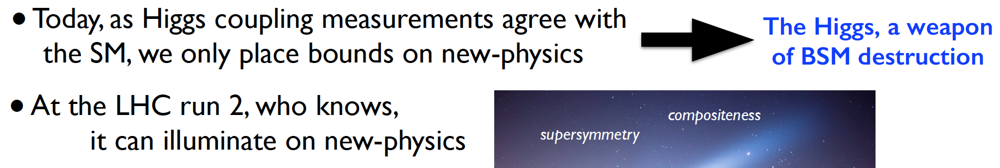 • Today, as Higgs coupling measurements agree with
the SM, we only place bounds on new-physics
The Higgs, a weapon
of BSM destruction
• At the LHC run 2, who knows,
it can illuminate on new-physics
compositeness
supersymmetry